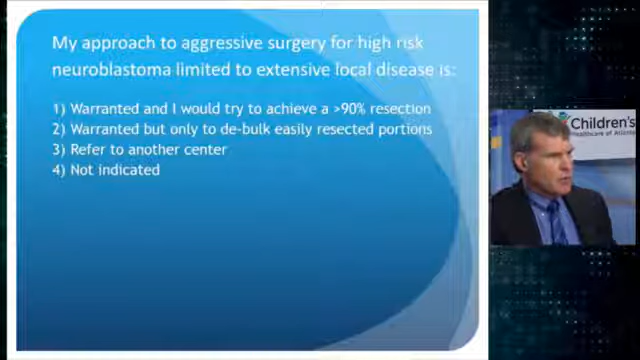 My approach to aggressive surgery for high risk
neuroblastoma limited to extensive local disease is:
1) Warranted and I would try to achieve a >90% resection
2) Warranted but only to de-bulk easily resected portions
3) Refer to another center
4) Not indicated
Children's
Healthcare of Atlanta